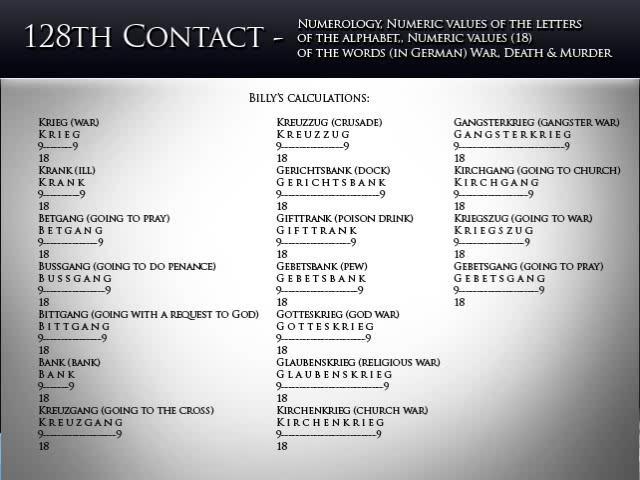 128th Contact -
Numerology, Numeric values of the letters
of the alphabet,, Numeric values (18)
of the words (in German) War, Death & Murder
Billy's calculations:
Krieg (war)
K R I E G
9--------9
18
Krank (ill)
K R A N K
9----------9
18
Betgang (going to pray)
B E T G A N G
9---------------9
18
Bussgang (going to do penance)
B U S S G A N G
9-----------------9
18
Bittgang (going with a request to God)
B I T T G A N G
9----------------9
18
Bank (bank)
B A N K
9-------9
18
Kreuzgang (going to the cross)
K R E U Z G A N G
9--------------------9
18
Kreuzzug (crusade)
K R E U Z Z U G
9-----------------9
18
Gerichtsbank (dock)
G E R I C H T S B A N K
9---------------------------9
18
Gifttrank (poison drink)
G I F T T R A N K
9-------------------9
18
Gebetsbank (pew)
G E B E T S B A N K
9---------------------9
18
Gotteskrieg (god war)
G O T T E S K R I E G
9-----------------------9
18
Glaubenskrieg (religious war)
G L A U B E N S K R I E G
9----------------------------9
18
Kirchenkrieg (church war)
K I R C H E N K R I E G
9--------------------------9
18
Gangsterkrieg (gangster war)
G A N G S T E R K R I E G
9-----------------------------9
18
Kirchgang (going to church)
K I R C H G A N G
9-------------------9
18
Kriegszug (going to war)
K R I E G S Z U G
9------------------9
18
Gebetsgang (going to pray)
G E B E T S G A N G
9----------------------9
18